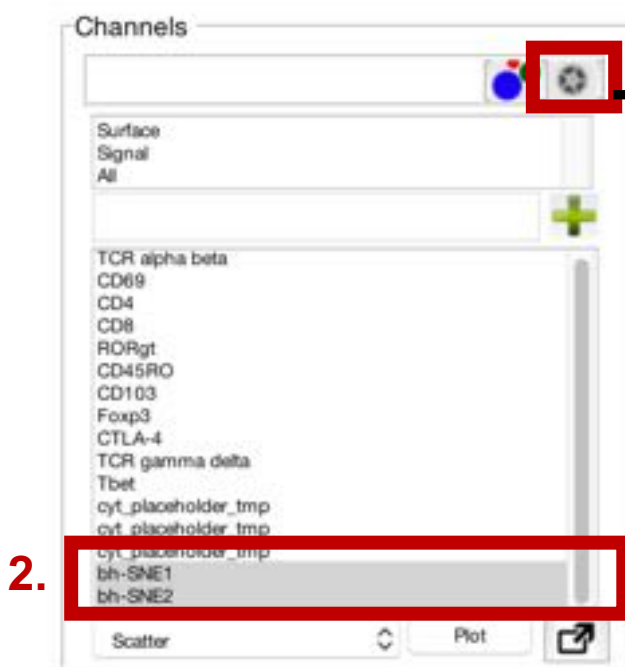 Channels
Surface
Signal
All
TCR alpha beta
CD69
CD4
CD8
RORgt
CD45RO
CD103
Foxp3
CTLA-4
TCR gamma delta
Tbet
cyt_placeholder_tmp
cyt_placeholder_tmp
cyt_placeholder_tmp
2.
bh-SNE1
bh-SNE2
Scatter
Plot